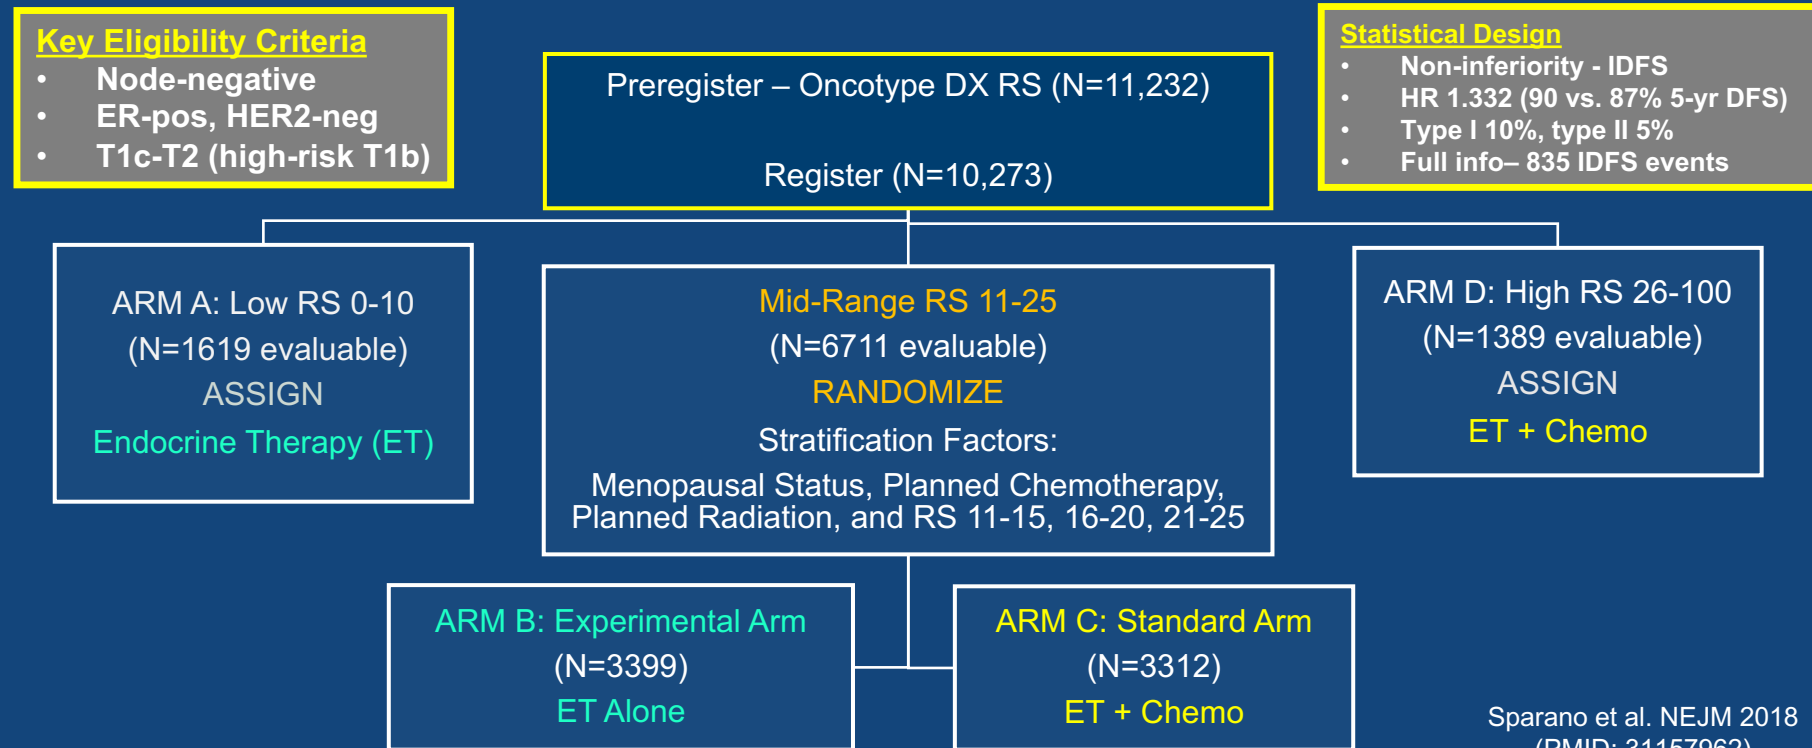 Key Eligibility Criteria
• Node-negative
• ER-pos, HER2-neg
• T1c-T2 (high-risk T1b)
Preregister – Oncotype DX RS (N=11,232)
Register (N=10,273)
Statistical Design
• Non-inferiority - IDFS
• HR 1.332 (90 vs. 87% 5-yr DFS)
• Type I 10%, type II 5%
• Full info– 835 IDFS events
ARM A: Low RS 0-10
(N=1619 evaluable)
ASSIGN
Endocrine Therapy (ET)
Mid-Range RS 11-25
(N=6711 evaluable)
RANDOMIZE
Stratification Factors:
Menopausal Status, Planned Chemotherapy,
Planned Radiation, and RS 11-15, 16-20, 21-25
ARM D: High RS 26-100
(N=1389 evaluable)
ASSIGN
ET + Chemo
ARM B: Experimental Arm
(N=3399)
ET Alone
ARM C: Standard Arm
(N=3312)
ET + Chemo
Sparano et al. NEJM 2018
(PMID: 31157962)